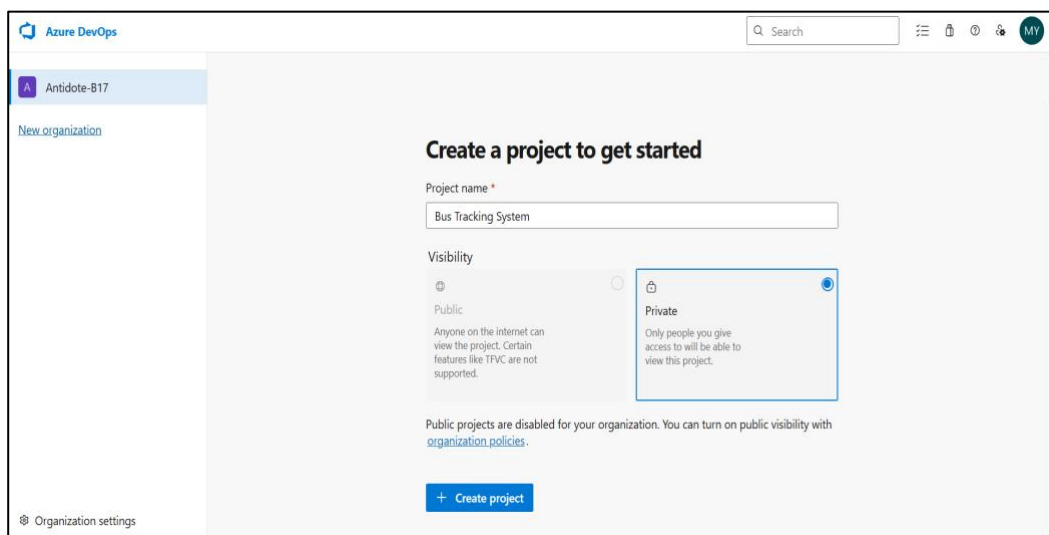 Azure DevOps
Search
MY
A Antidote-B17
New organization
Create a project to get started
Project name *
Bus Tracking System
Visibility
Public
Anyone on the internet can
view the project. Certain
features like TFVC are not
supported.
Private
Only people you give
access to will be able to
view this project.
Public projects are disabled for your organization. You can turn on public visibility with
organization policies.
+ Create project
Organization settings